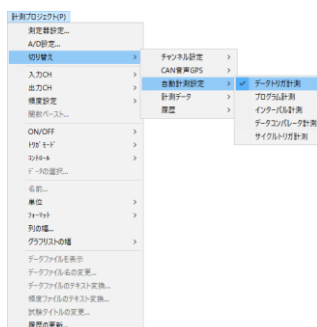 計測プロジェクト(P)
測定器設定...
A/D設定...
切り替え
入力CH
出力CH
頻度設定
関数ペースト...
ON/OFF
トリガモード
コントロール
データの選択...
名前...
単位
フォーマット
列の幅...
グラフリストの幅
データファイルを表示
データファイル名の変更...
データファイルのテキスト変換...
頻度ファイルのテキスト変換...
試験タイトルの変更...
履歴の更新...
チャンネル設定
CAN音声GPS
自動計測設定
計測データ
履歴
データトリガ計測
プログラム計測
インターバル計測
データコンパレータ計測
サイクルトリガ計測